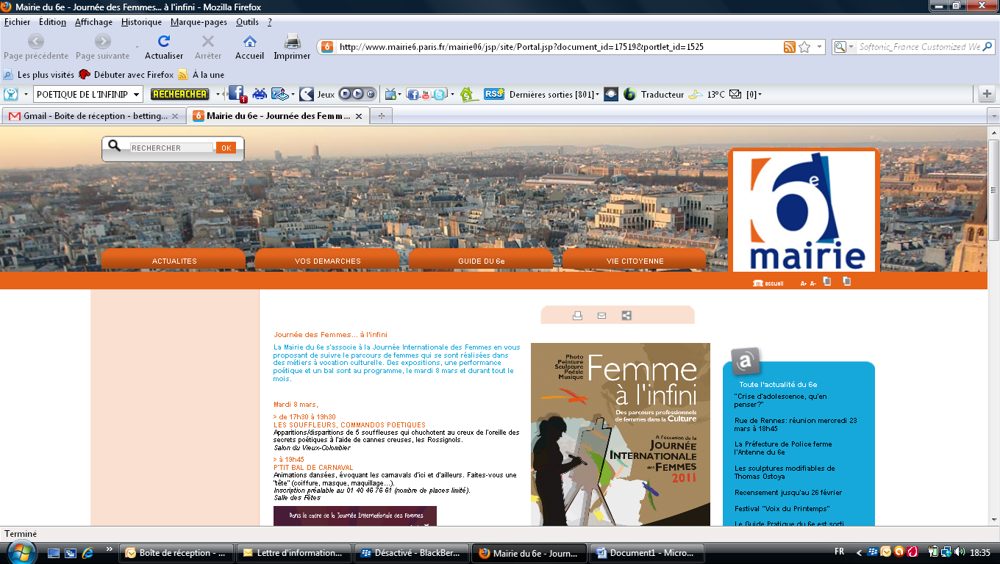 Mairie du 6e - Journée des Femmes... à l'infini - Mozilla Firefox
Fichier Édition Affichage Historique Marque-pages Outils ?
Page précédente Page suivante Actualiser Arrêter Accueil Imprimer
6 http://www.mairie6.paris.fr/mairie06/jsp/site/Portal.jsp?document_id=17519&portlet_id=1525 Softonic_France Customized We
Les plus visités Débuter avec Firefox À la une
POETIQUE DE L'INFINIP RECHERCHER 1 Jeux You Tube RSS Dernières sorties [801] Traducteur 13°C [0]
Gmail - Boîte de réception - betting... 6 Mairie du 6e - Journée des Femm...
RECHERCHER OK
6e
mairie
ACTUALITES VOS DEMARCHES GUIDE DU 6e VIE CITOYENNE
accueil A+ A-
Journée des Femmes... à l'infini
La Mairie du 6e s'associe à la Journée Internationale des Femmes en vous
proposant de suivre le parcours de femmes qui se sont réalisées dans
des métiers à vocation culturelle. Des expositions, une performance
poétique et un bal sont au programme, le mardi 8 mars et durant tout le
mois.
Mardi 8 mars,
> de 17h30 à 19h30
LES SOUFFLEURS, COMMANDOS POETIQUES
Apparitions/disparitions de 5 souffleuses qui chuchotent au creux de l'oreille des
secrets poétiques à l'aide de cannes creuses, les Rossignols.
Salon du Vieux-Colombier
> à 19h45
P'TIT BAL DE CARNAVAL
Animations dansées, évoquant les carnavals d'ici et d'ailleurs. Faites-vous une
"tête" (coiffure, masque, maquillage...).
Inscription préalable au 01 40 46 76 61 (nombre de places limité).
Salle des Fêtes
Dans le cadre de la Journée Internationale des Femmes
Photo
Peinture
Sculpture
Poésie
Musique
Femme
à l'infini
Des parcours professionnels
de femmes dans la Culture
A l'occasion de la
JOURNÉE
INTERNATIONALE
DES FEMMES
2011
a
Toute l'actualité du 6e
"Crise d'adolescence, qu'en
penser?"
Rue de Rennes: réunion mercredi 23
mars à 18h45
La Préfecture de Police ferme
l'Antenne du 6e
Les sculptures modifiables de
Thomas Ostoya
Recensement jusqu'au 26 février
Festival "Voix du Printemps"
Le Guide Pratique du 6e est sorti
Terminé
Boîte de réception - ... Lettre d'information... Désactivé - BlackBer... Mairie du 6e - Journ... Document1 - Micro... FR 18:35